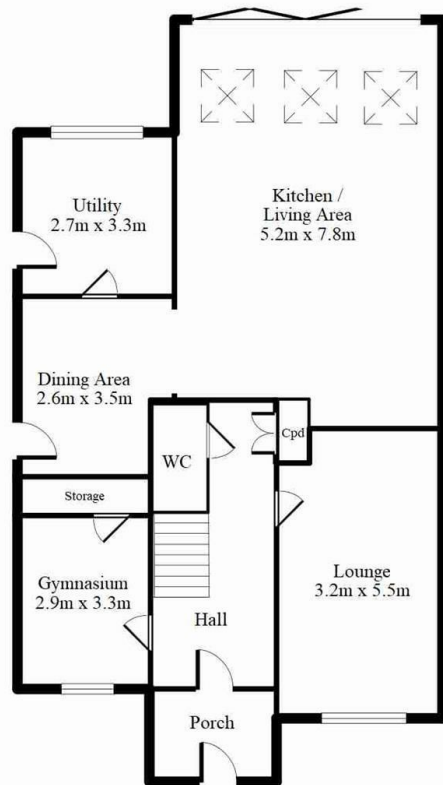 Utility
2.7m x 3.3m
Kitchen /
Living Area
5.2m x 7.8m
Dining Area
2.6m x 3.5m
WC
Cpd
Storage
Gymnasium
2.9m x 3.3m
Lounge
3.2m x 5.5m
Hall
Porch